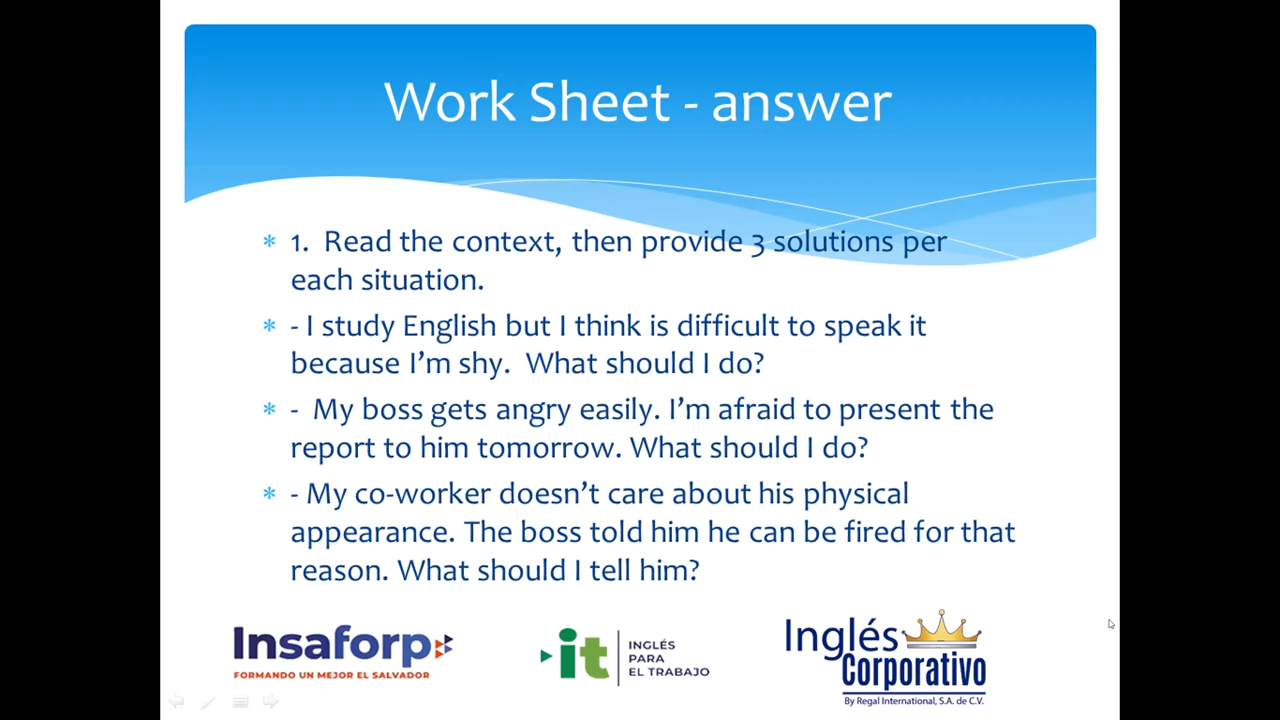 Work Sheet - answer
* 1. Read the context, then provide 3 solutions per
each situation.
* - I study English but I think is difficult to speak it
because I'm shy. What should I do?
* - My boss gets angry easily. I'm afraid to present the
report to him tomorrow. What should I do?
* - My co-worker doesn't care about his physical
appearance. The boss told him he can be fired for that
reason. What should I tell him?
Insaforp
FORMANDO UN MEJOR EL SALVADOR
it
INGLÉS
PARA
EL TRABAJO
Inglés
Corporativo
By Regal International, S.A. de C.V.